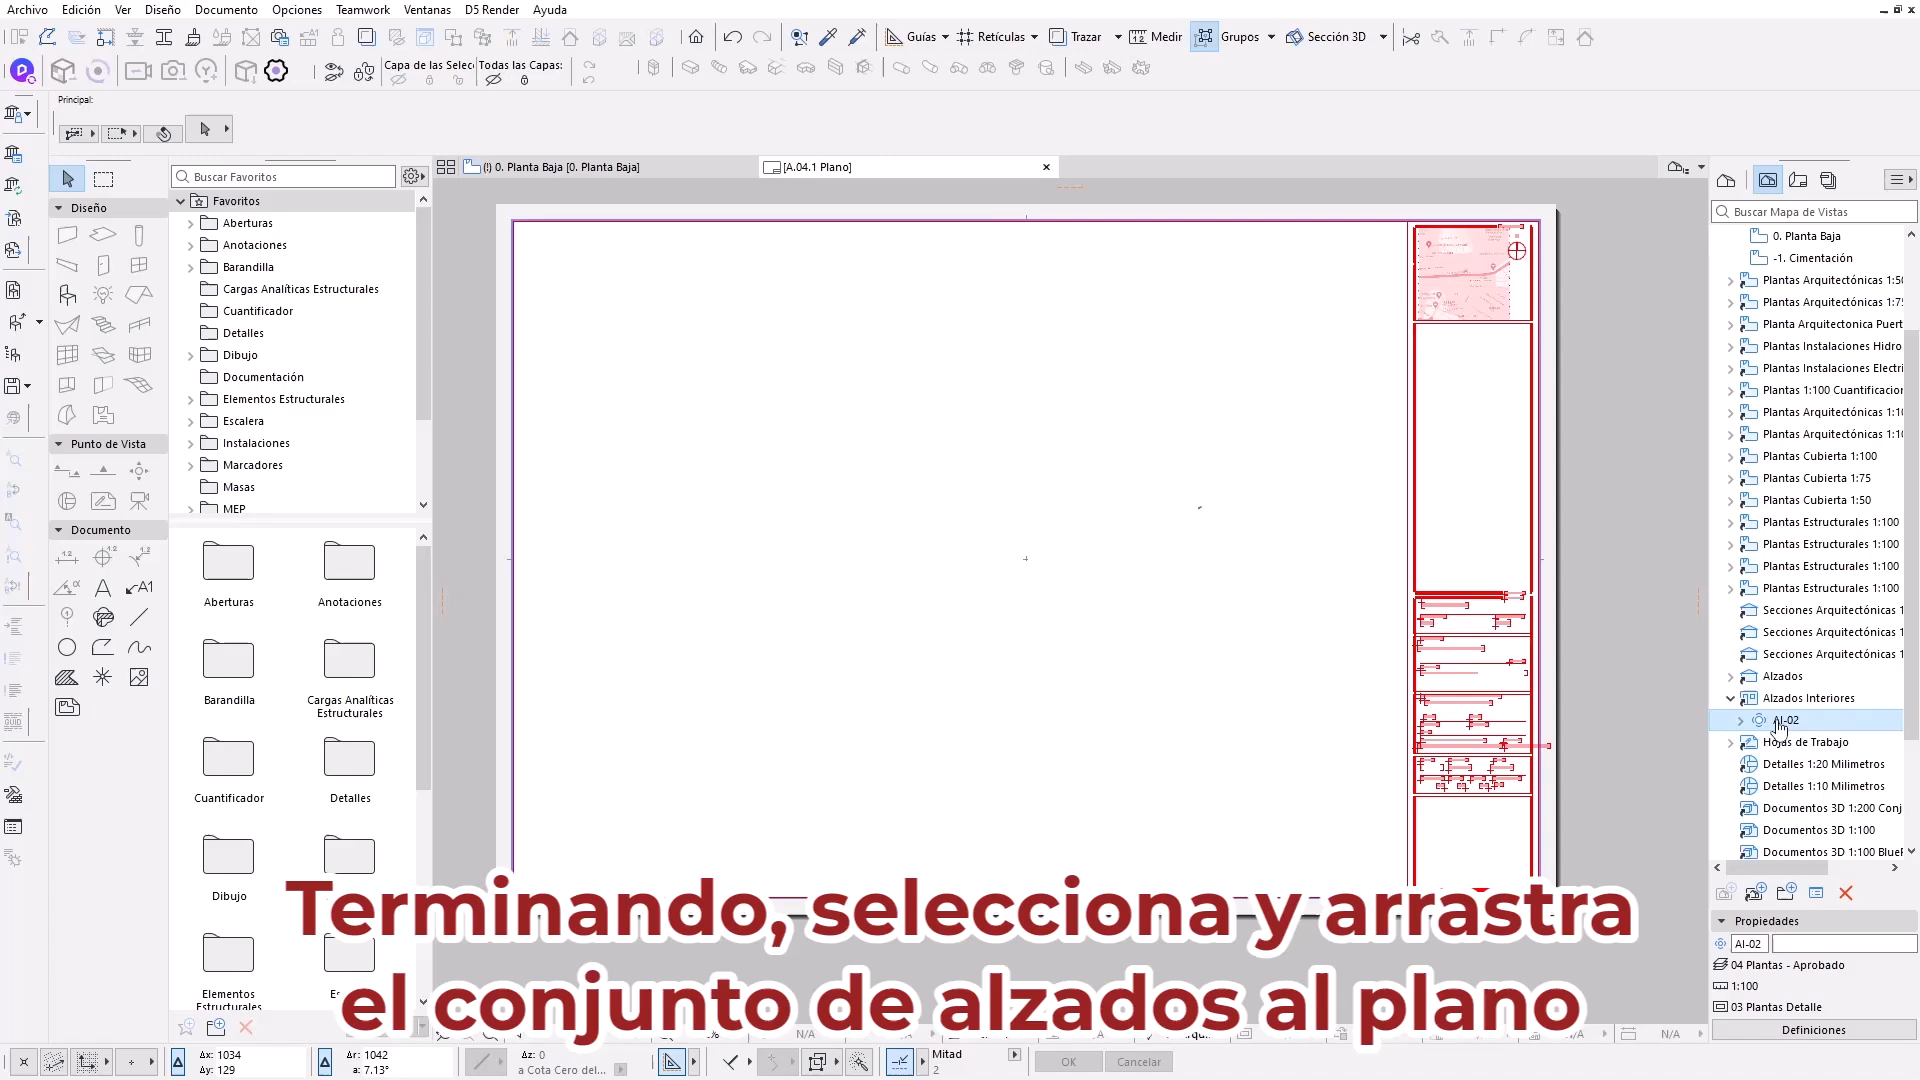 Archivo Edición Ver Diseño Documento Opciones Teamwork Ventanas D5 Render Ayuda
Guías Retículas Trazar Medir Grupos Sección 3D
Capa de las Selec Todas las Capas:
Principal:
Buscar Favoritos
(!) 0. Planta Baja [0. Planta Baja]
[A.04.1 Plano]
Diseño
Punto de Vista
Documento
Favoritos
Aberturas
Anotaciones
Barandilla
Cargas Analíticas Estructurales
Cuantificador
Detalles
Dibujo
Documentación
Elementos Estructurales
Escalera
Instalaciones
Marcadores
Masas
MEP
Aberturas
Anotaciones
Barandilla
Cargas Analíticas
Estructurales
Cuantificador
Detalles
Dibujo
Elementos
Estructurales
Buscar Mapa de Vistas
0. Planta Baja
-1. Cimentación
Plantas Arquitectónicas 1:50
Plantas Arquitectónicas 1:75
Planta Arquitectonica Puert
Plantas Instalaciones Hidro
Plantas Instalaciones Electri
Plantas 1:100 Cuantificacion
Plantas Arquitectónicas 1:10
Plantas Arquitectónicas 1:10
Plantas Cubierta 1:100
Plantas Cubierta 1:75
Plantas Cubierta 1:50
Plantas Estructurales 1:100
Plantas Estructurales 1:100
Plantas Estructurales 1:100
Plantas Estructurales 1:100
Secciones Arquitectónicas 1
Secciones Arquitectónicas 1
Secciones Arquitectónicas 1
Alzados
Alzados Interiores
AI-02
Hojas de Trabajo
Detalles 1:20 Milimetros
Detalles 1:10 Milimetros
Documentos 3D 1:200 Conj
Documentos 3D 1:100
Documentos 3D 1:100 BlueP
Propiedades
AI-02
04 Plantas - Aprobado
1:100
03 Plantas Detalle
Definiciones
Terminando, selecciona y arrastra
el conjunto de alzados al plano
N/A N/A N/A
Δx: 1034
Δy: 129
Δr: 1042
a: 7.13°
Δz: 0
a Cota Cero del...
Mitad
2
OK Cancelar